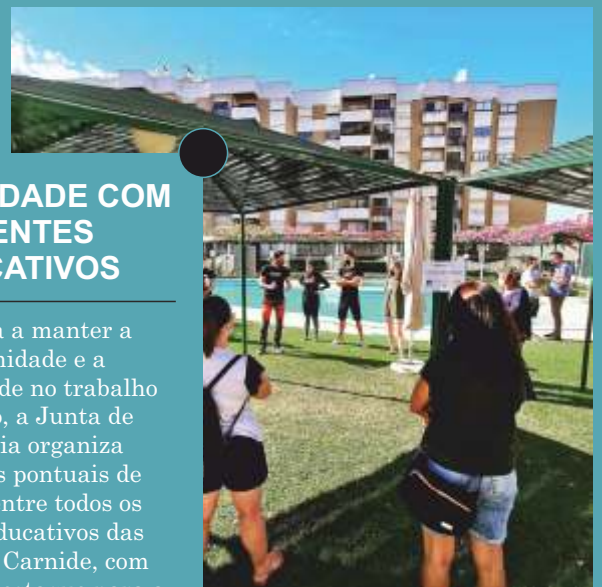 DADE COM
ENTES
CATIVOS
a a manter a
nidade e a
de no trabalho
o, a Junta de
ia organiza
s pontuais de
entre todos os
ducativos das
Carnide, com